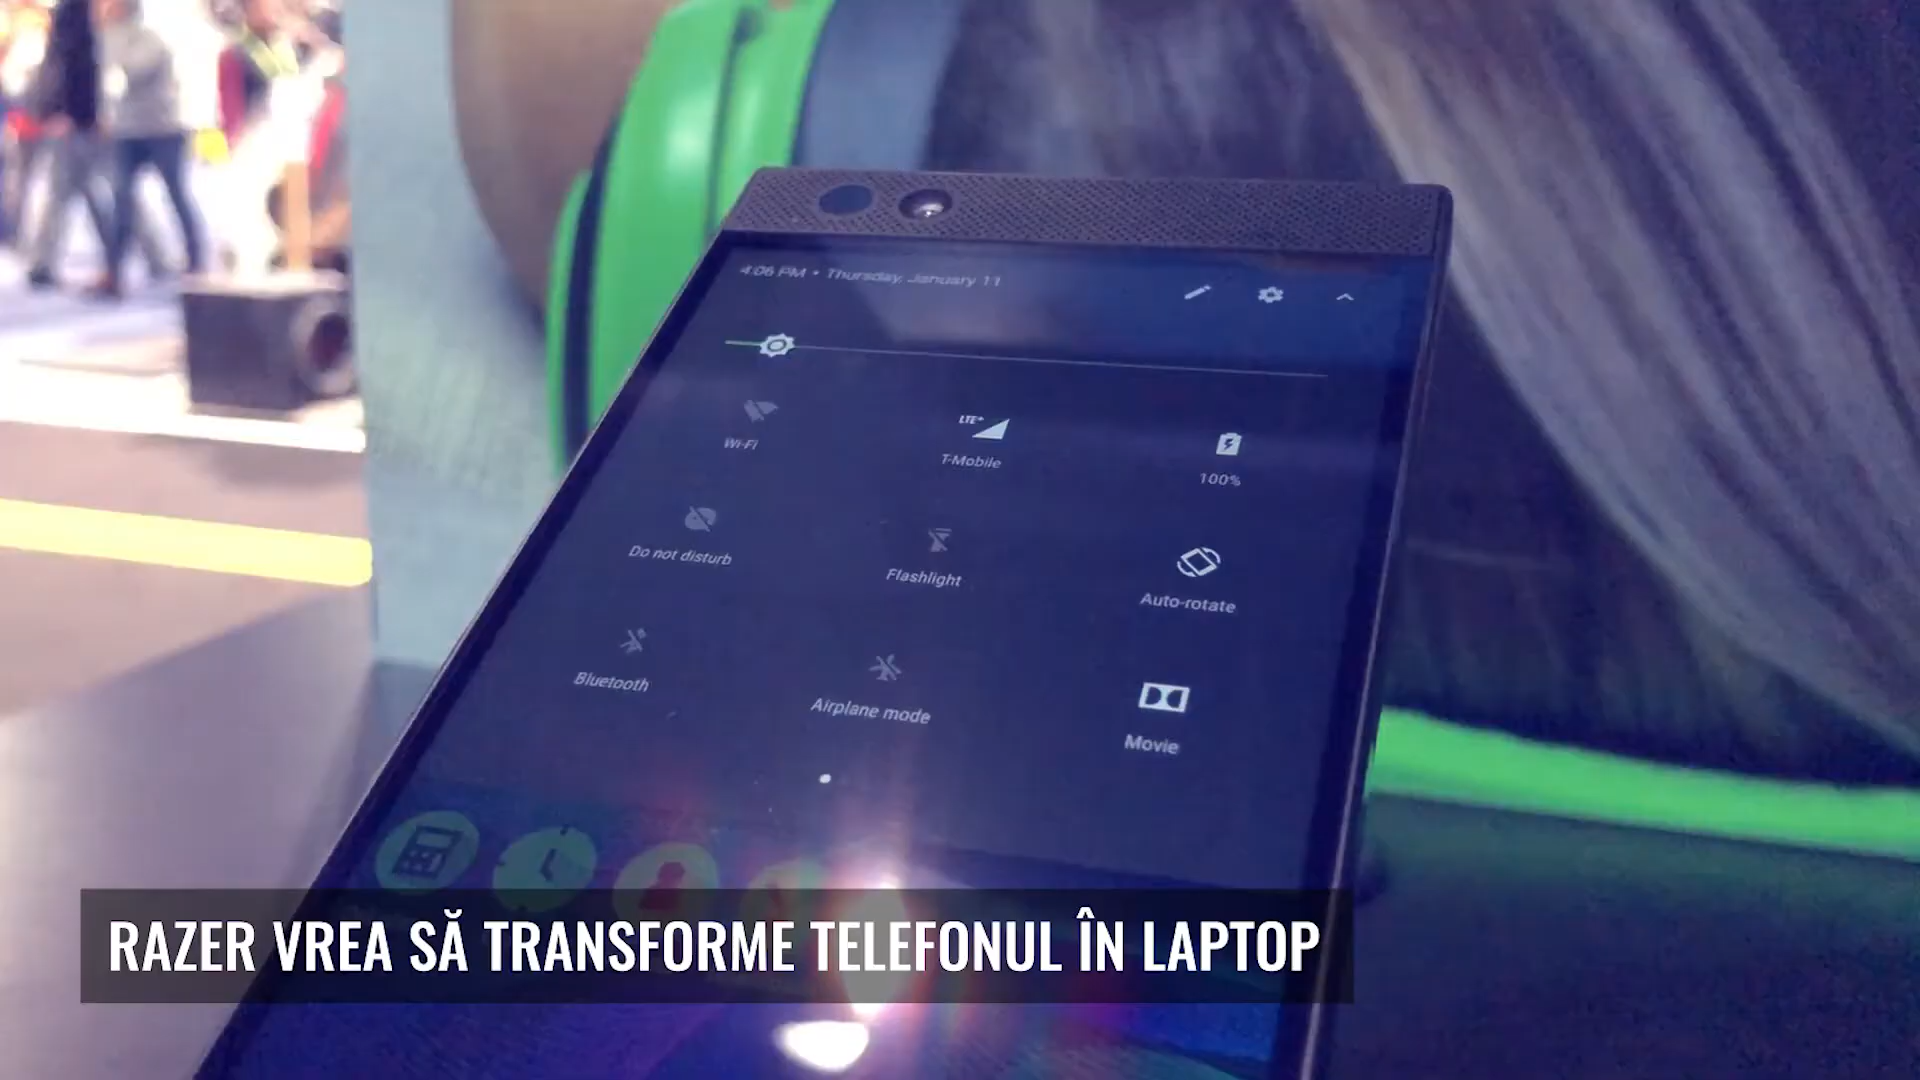 4:06 PM • Thursday, January 11
Wi-Fi
LTE+
T-Mobile
100%
Do not disturb
Flashlight
Auto-rotate
Bluetooth
Airplane mode
Movie
RAZER VREA SĂ TRANSFORME TELEFONUL ÎN LAPTOP